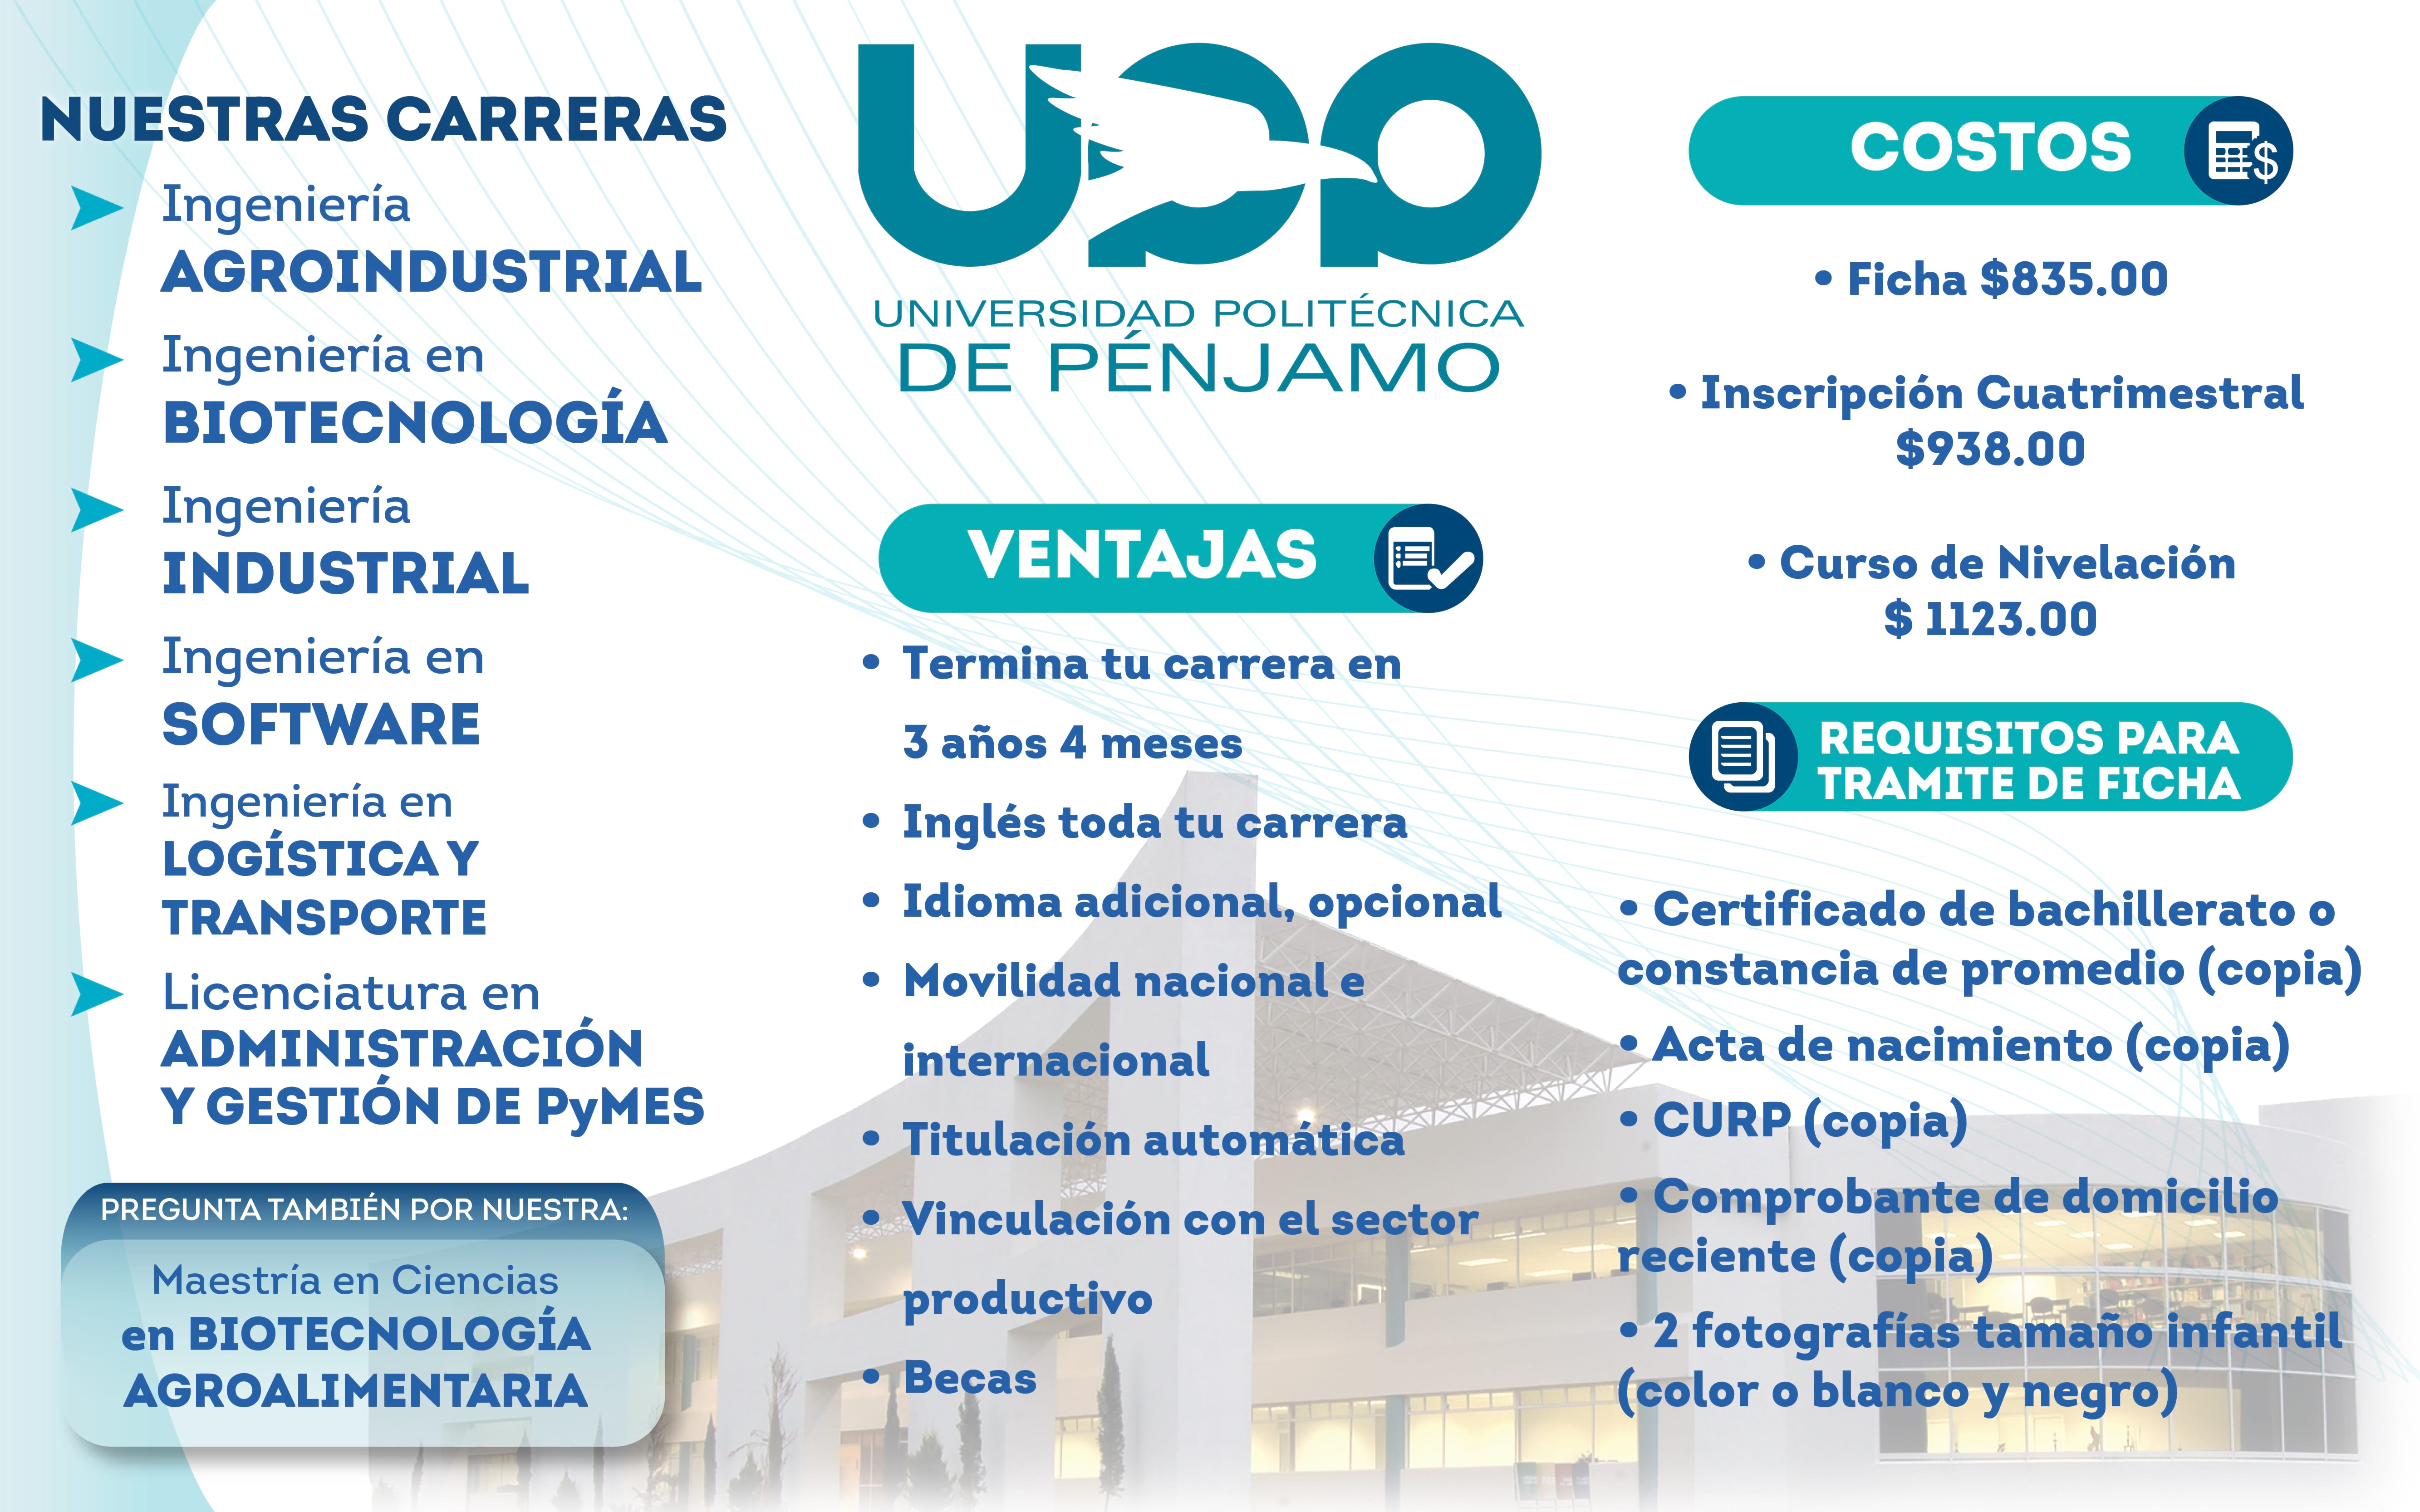 NUESTRAS CARRERAS
Ingeniería
AGROINDUSTRIAL
Ingeniería en
BIOTECNOLOGÍA
Ingeniería
INDUSTRIAL
Ingeniería en
SOFTWARE
Ingeniería en
LOGÍSTICA Y
TRANSPORTE
Licenciatura en
ADMINISTRACIÓN
Y GESTIÓN DE PyMES
PREGUNTA TAMBIÉN POR NUESTRA:
Maestría en Ciencias
en BIOTECNOLOGÍA
AGROALIMENTARIA
UPP
UNIVERSIDAD POLITÉCNICA
DE PÉNJAMO
VENTAJAS
• Termina tu carrera en
3 años 4 meses
• Inglés toda tu carrera
• Idioma adicional, opcional
• Movilidad nacional e
internacional
• Titulación automática
• Vinculación con el sector
productivo
• Becas
COSTOS
$
• Ficha $835.00
• Inscripción Cuatrimestral
$938.00
• Curso de Nivelación
$ 1123.00
REQUISITOS PARA
TRAMITE DE FICHA
• Certificado de bachillerato o
constancia de promedio (copia)
• Acta de nacimiento (copia)
• CURP (copia)
• Comprobante de domicilio
reciente (copia)
• 2 fotografías tamaño infantil
(color o blanco y negro)